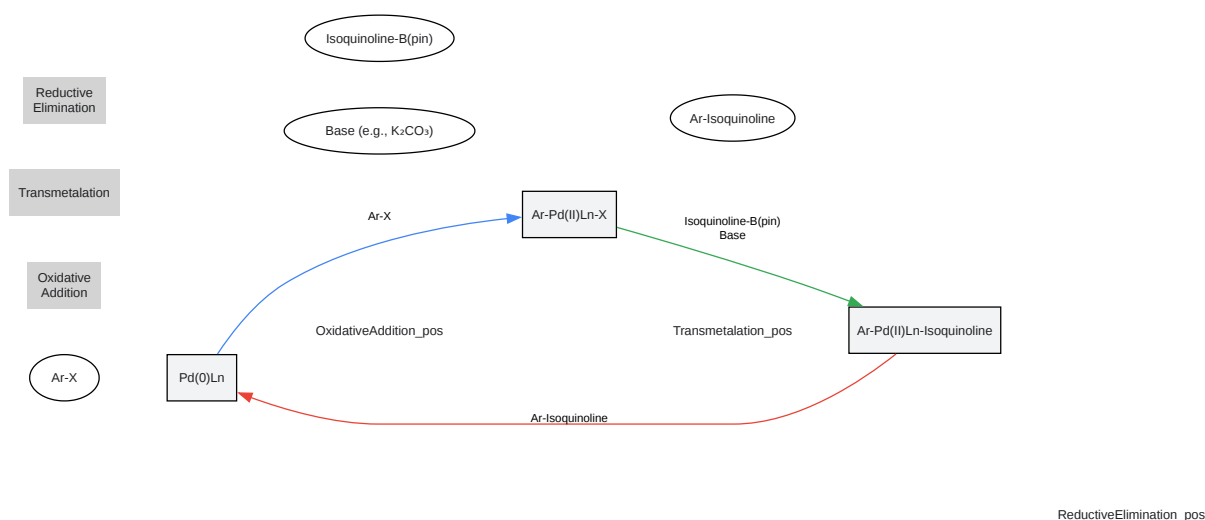 Isoquinoline-B(pin)
Reductive
Elimination
Base (e.g., K₂CO₃)
Ar-Isoquinoline
Transmetalation
Ar-X
Ar-Pd(II)Ln-X
Isoquinoline-B(pin)
Base
Oxidative
Addition
OxidativeAddition_pos
Transmetalation_pos
Ar-Pd(II)Ln-Isoquinoline
Ar-X
Pd(0)Ln
Ar-Isoquinoline
ReductiveElimination_pos